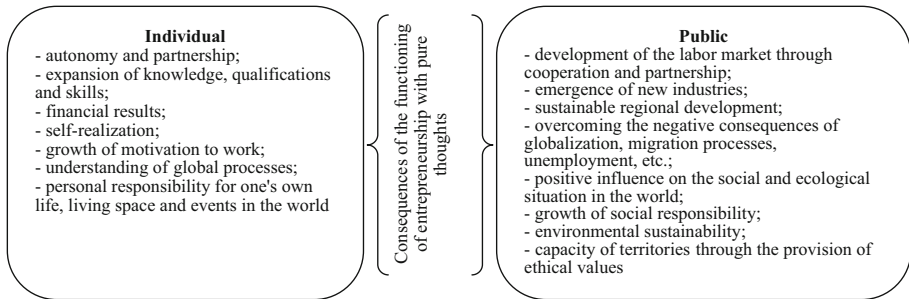 Individual
- autonomy and partnership;
- expansion of knowledge, qualifications
and skills;
- financial results;
- self-realization;
- growth of motivation to work;
- understanding of global processes;
- personal responsibility for one's own
life, living space and events in the world
Consequences of the functioning
of entrepreneurship with pure
thoughts
Public
- development of the labor market through
cooperation and partnership;
- emergence of new industries;
- sustainable regional development;
- overcoming the negative consequences of
globalization, migration processes,
unemployment, etc.;
- positive influence on the social and ecological
situation in the world;
- growth of social responsibility;
- environmental sustainability;
- capacity of territories through the provision of
ethical values